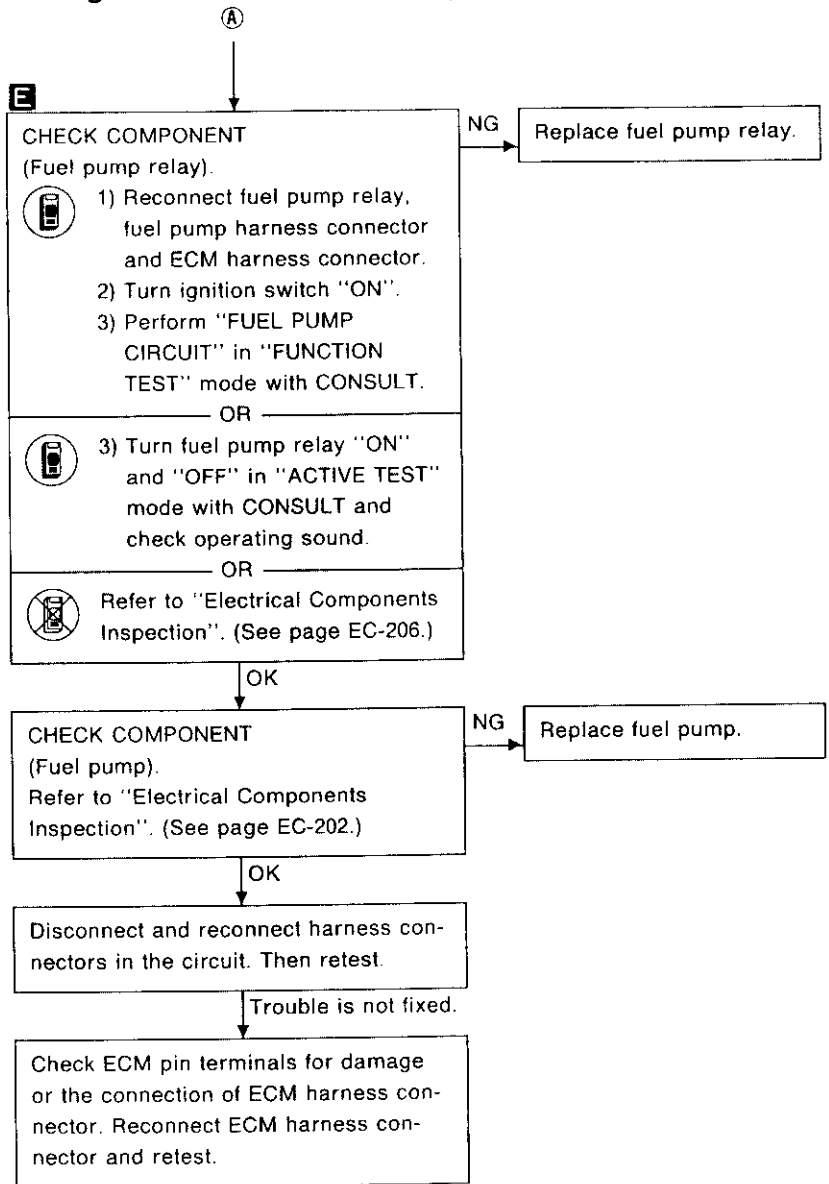 Ⓐ
E
CHECK COMPONENT
(Fuel pump relay).
1) Reconnect fuel pump relay,
fuel pump harness connector
and ECM harness connector.
2) Turn ignition switch "ON".
3) Perform "FUEL PUMP
CIRCUIT" in "FUNCTION
TEST" mode with CONSULT.
OR
3) Turn fuel pump relay "ON"
and "OFF" in "ACTIVE TEST"
mode with CONSULT and
check operating sound.
OR
Refer to "Electrical Components
Inspection". (See page EC-206.)
NG
Replace fuel pump relay.
OK
CHECK COMPONENT
(Fuel pump).
Refer to "Electrical Components
Inspection". (See page EC-202.)
NG
Replace fuel pump.
OK
Disconnect and reconnect harness con-
nectors in the circuit. Then retest.
Trouble is not fixed.
Check ECM pin terminals for damage
or the connection of ECM harness con-
nector. Reconnect ECM harness con-
nector and retest.